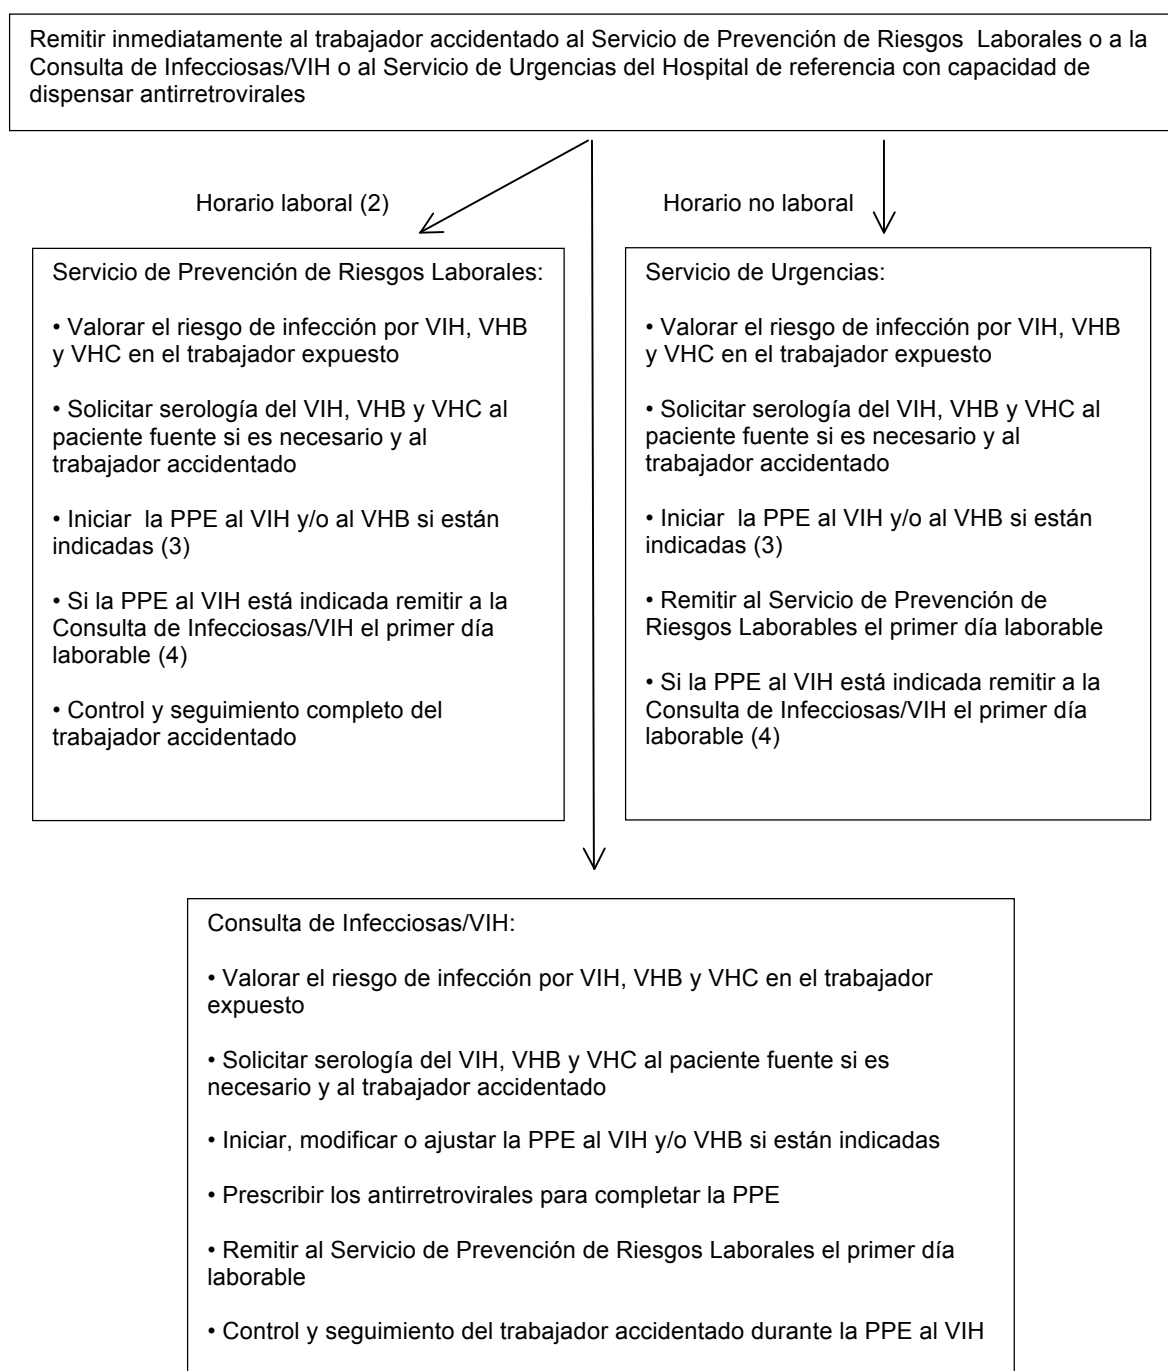 Remitir inmediatamente al trabajador accidentado al Servicio de Prevención de Riesgos Laborales o a la
Consulta de Infecciosas/VIH o al Servicio de Urgencias del Hospital de referencia con capacidad de
dispensar antirretrovirales
Horario laboral (2)
Horario no laboral
Servicio de Prevención de Riesgos Laborales:
• Valorar el riesgo de infección por VIH, VHB
y VHC en el trabajador expuesto
• Solicitar serología del VIH, VHB y VHC al
paciente fuente si es necesario y al
trabajador accidentado
• Iniciar la PPE al VIH y/o al VHB si están
indicadas (3)
• Si la PPE al VIH está indicada remitir a la
Consulta de Infecciosas/VIH el primer día
laborable (4)
• Control y seguimiento completo del
trabajador accidentado
Servicio de Urgencias:
• Valorar el riesgo de infección por VIH, VHB
y VHC en el trabajador expuesto
• Solicitar serología del VIH, VHB y VHC al
paciente fuente si es necesario y al
trabajador accidentado
• Iniciar la PPE al VIH y/o al VHB si están
indicadas (3)
• Remitir al Servicio de Prevención de
Riesgos Laborables el primer día laborable
• Si la PPE al VIH está indicada remitir a la
Consulta de Infecciosas/VIH el primer día
laborable (4)
Consulta de Infecciosas/VIH:
• Valorar el riesgo de infección por VIH, VHB y VHC en el trabajador
expuesto
• Solicitar serología del VIH, VHB y VHC al paciente fuente si es
necesario y al trabajador accidentado
• Iniciar, modificar o ajustar la PPE al VIH y/o VHB si están indicadas
• Prescribir los antirretrovirales para completar la PPE
• Remitir al Servicio de Prevención de Riesgos Laborales el primer día
laborable
• Control y seguimiento del trabajador accidentado durante la PPE al VIH